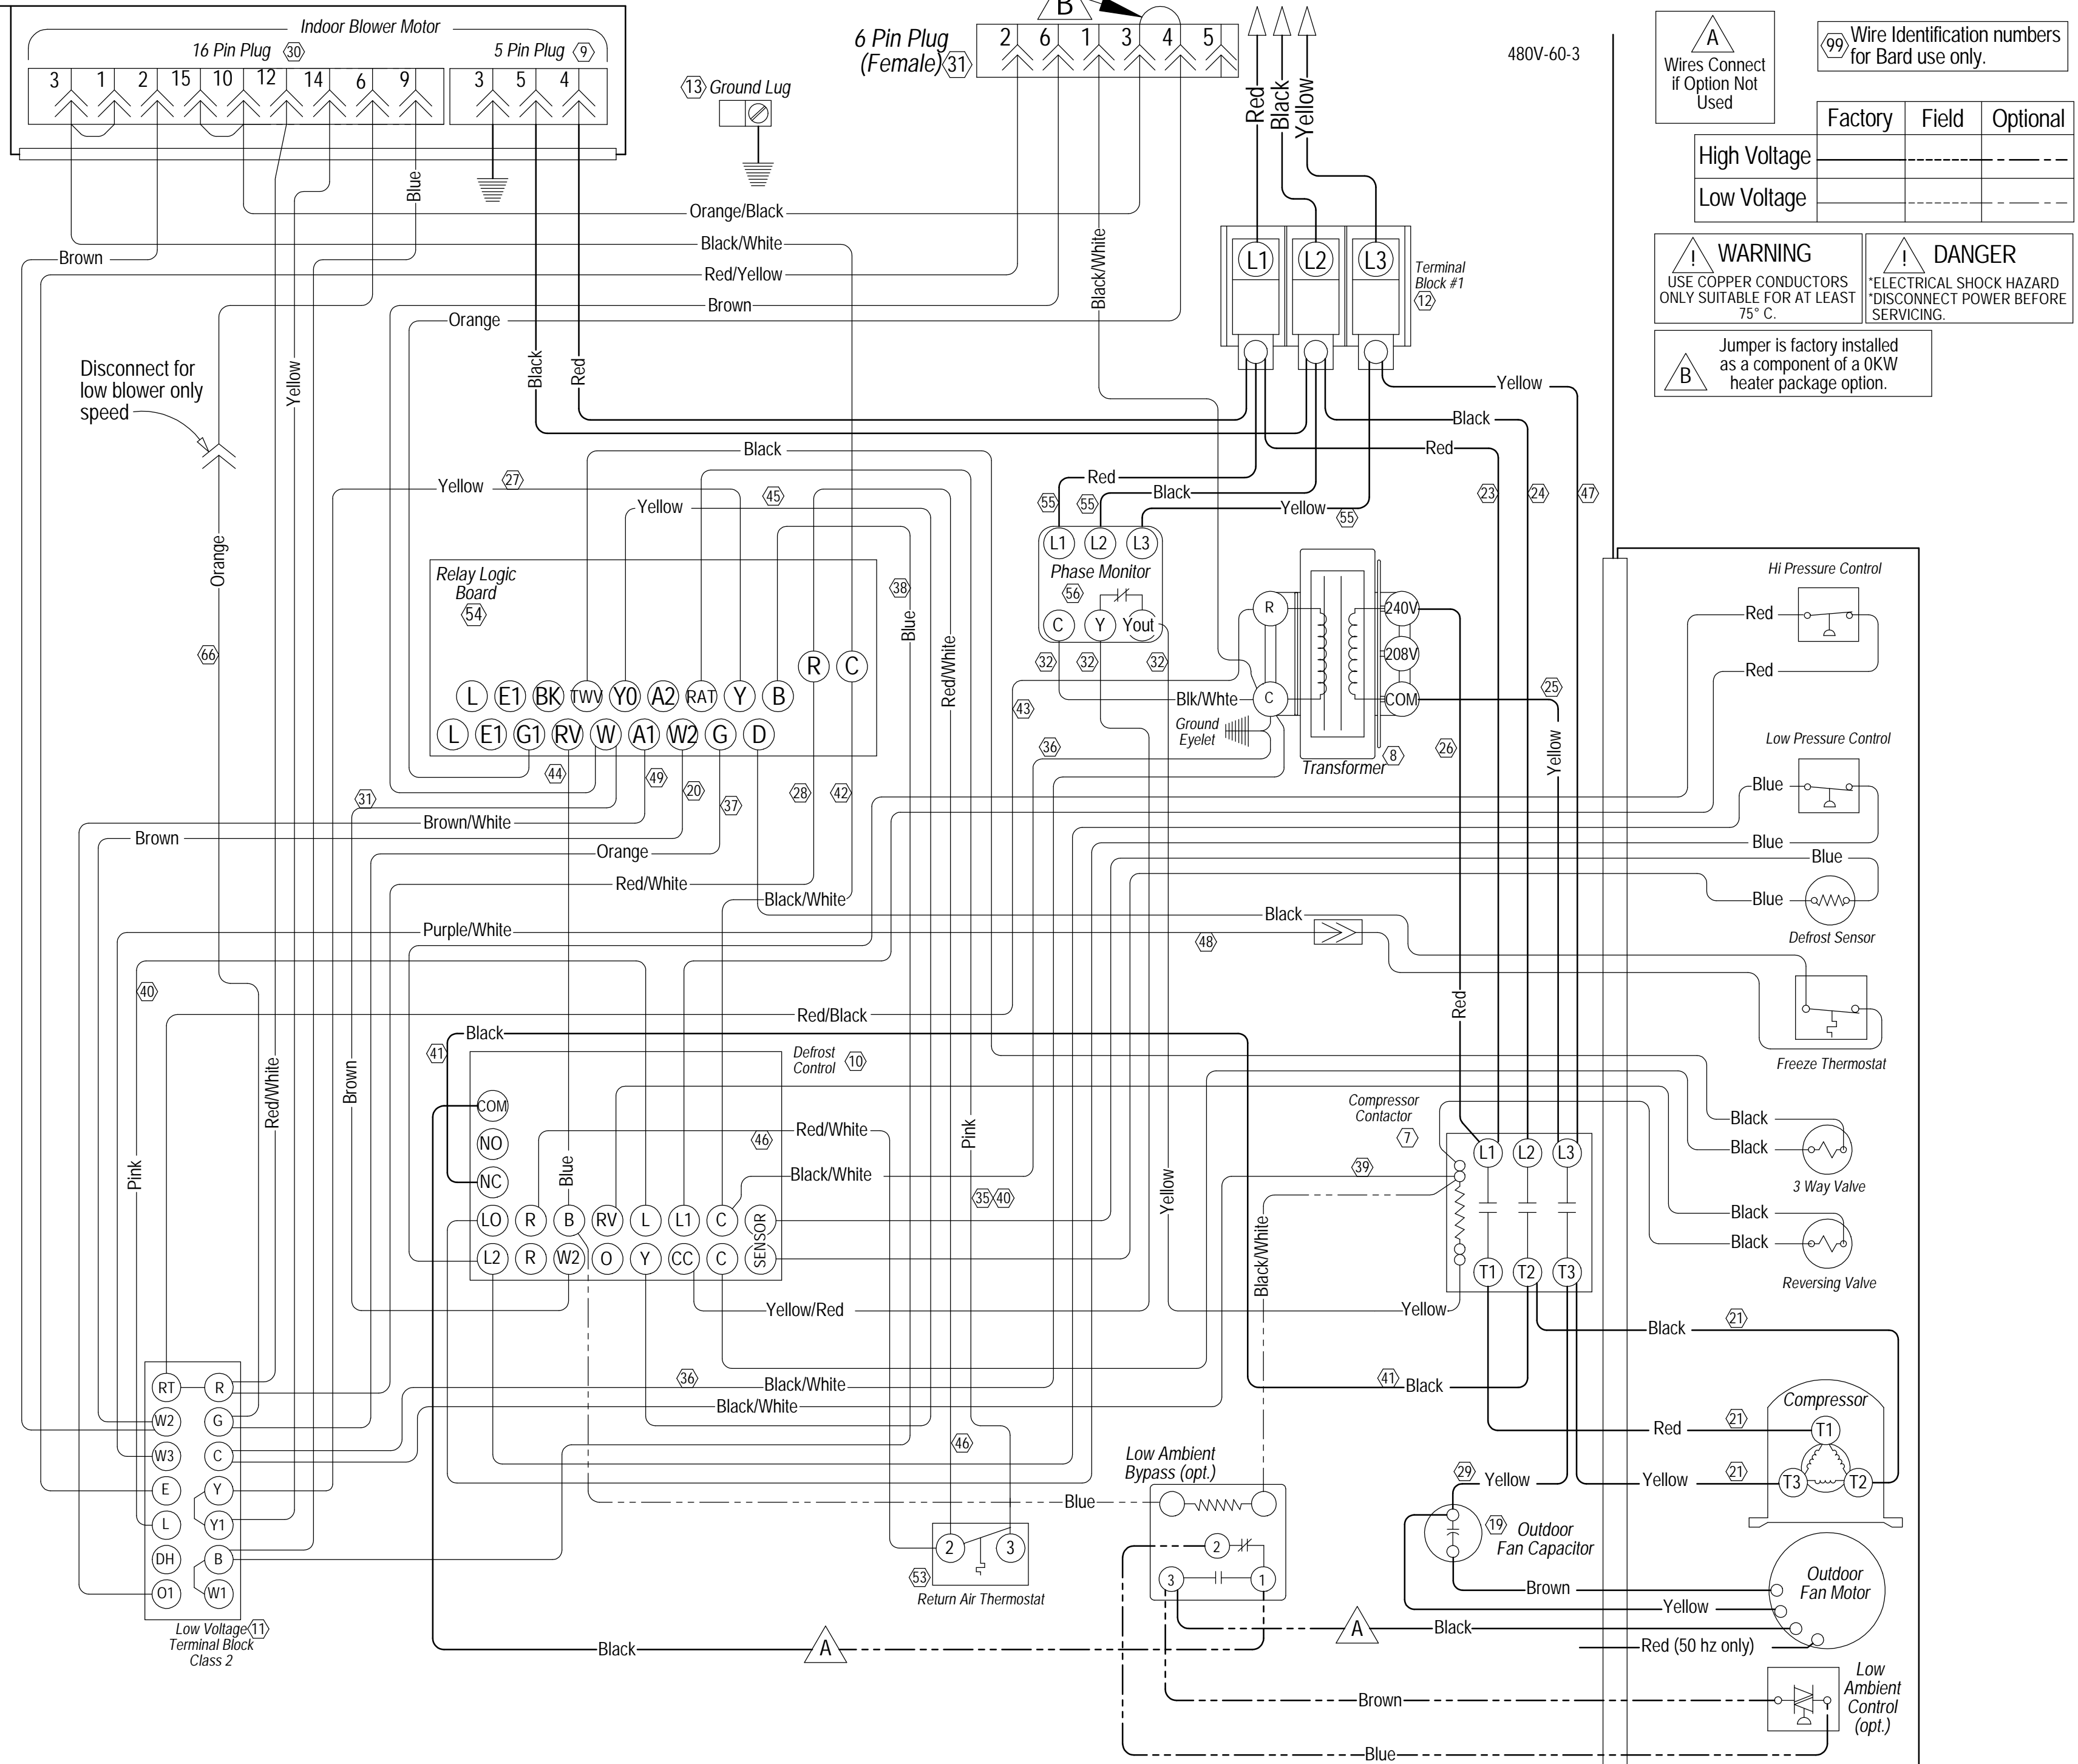 Indoor Blower Motor
16 Pin Plug 30
5 Pin Plug 9
3 1 2 15 10 12 14 6 9
3 5 4
B
6 Pin Plug
(Female) 31
2 6 1 3 4 5
13 Ground Lug
Red
Black
Yellow
480V-60-3
A
Wires Connect
if Option Not
Used
99 Wire Identification numbers
for Bard use only.
Factory Field Optional
High Voltage
Low Voltage
! WARNING
USE COPPER CONDUCTORS
ONLY SUITABLE FOR AT LEAST
75° C.
! DANGER
*ELECTRICAL SHOCK HAZARD
*DISCONNECT POWER BEFORE
SERVICING.
B
Jumper is factory installed
as a component of a 0KW
heater package option.
Blue
Orange/Black
Black/White
Brown
Red/Yellow
Brown
Orange
Black/White
L1 L2 L3
Terminal
Block #1
12
Disconnect for
low blower only
speed
Yellow
Black
Red
Yellow
Black
Red
Black
Yellow 27
45
Yellow
Red
Black
Yellow
55 55 55
23 24 47
Orange
66
Relay Logic
Board
54
38
Blue
Red/White
R C
L E1 BK TWV Y0 A2 RAT Y B
L E1 G1 RV W A1 W2 G D
L1 L2 L3
Phase Monitor
56
C Y Yout
32 32 32
Blk/Whte
Ground
Eyelet
R
C
240V
208V
COM
Transformer 8
25
26
Yellow
43
36
44
49
20
37
28
42
31
Brown/White
Brown
Orange
Red/White
Black/White
Purple/White
48
Black
Hi Pressure Control
Red
Red
Low Pressure Control
Blue
Blue
Blue
Blue
Defrost Sensor
Freeze Thermostat
40
Red/Black
Red
Black
41
Defrost
Control
10
COM
NO
NC
LO R B RV L L1 C SENSOR
L2 R W2 O Y CC C SENSOR
Red/White
Brown
Pink
Blue
46
Red/White
Black/White
Pink
35 40
Yellow
39
Black/White
Yellow/Red
Compressor
Contactor
7
L1 L2 L3
T1 T2 T3
Yellow
Black
Black
3 Way Valve
Black
Black
Reversing Valve
36
Black/White
Black/White
41 Black
Black 21
Red 21
Yellow 21
Compressor
T1
T3 T2
RT R
W2 G
W3 C
E Y
L Y1
DH B
O1 W1
Low Voltage 11
Terminal Block
Class 2
46
2 3
53
Return Air Thermostat
Low Ambient
Bypass (opt.)
Blue
2
3 1
29 Yellow
19 Outdoor
Fan Capacitor
Brown
Yellow
Black
Red (50 hz only)
Outdoor
Fan Motor
Black
A
A
Brown
Blue
Low
Ambient
Control
(opt.)